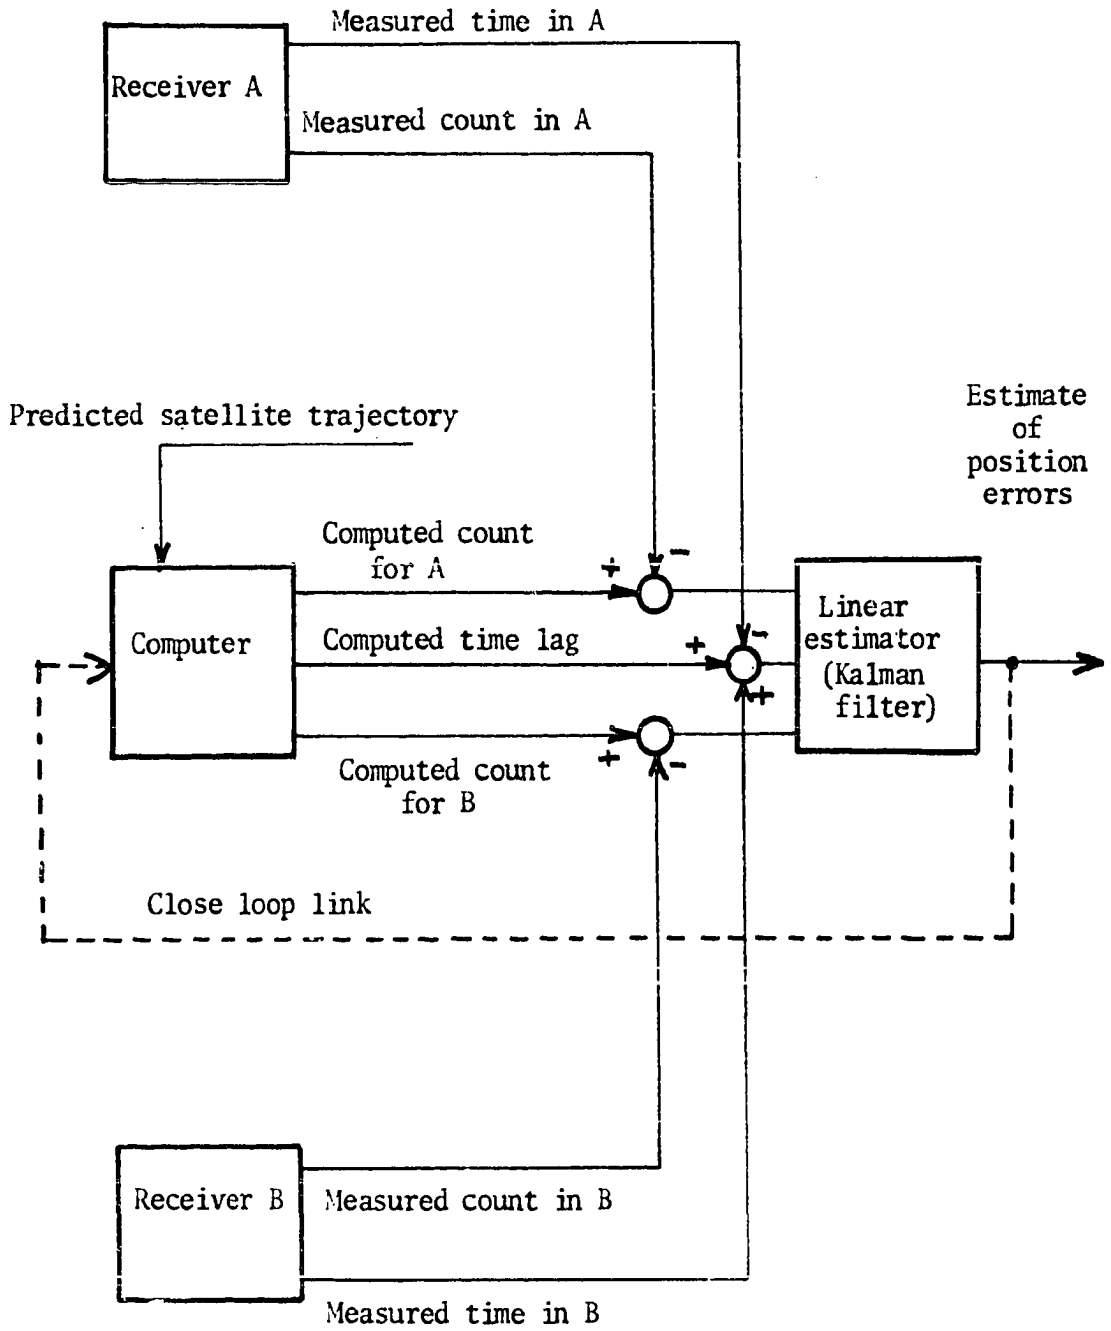 Measured time in A
Receiver A
Measured count in A
Predicted satellite trajectory
Estimate
of
position
errors
Computed count
for A
-
+
Computer
Computed time lag
+
-
+
Linear
estimator
(Kalman
filter)
+
-
Computed count
for B
Close loop link
Receiver B
Measured count in B
Measured time in B